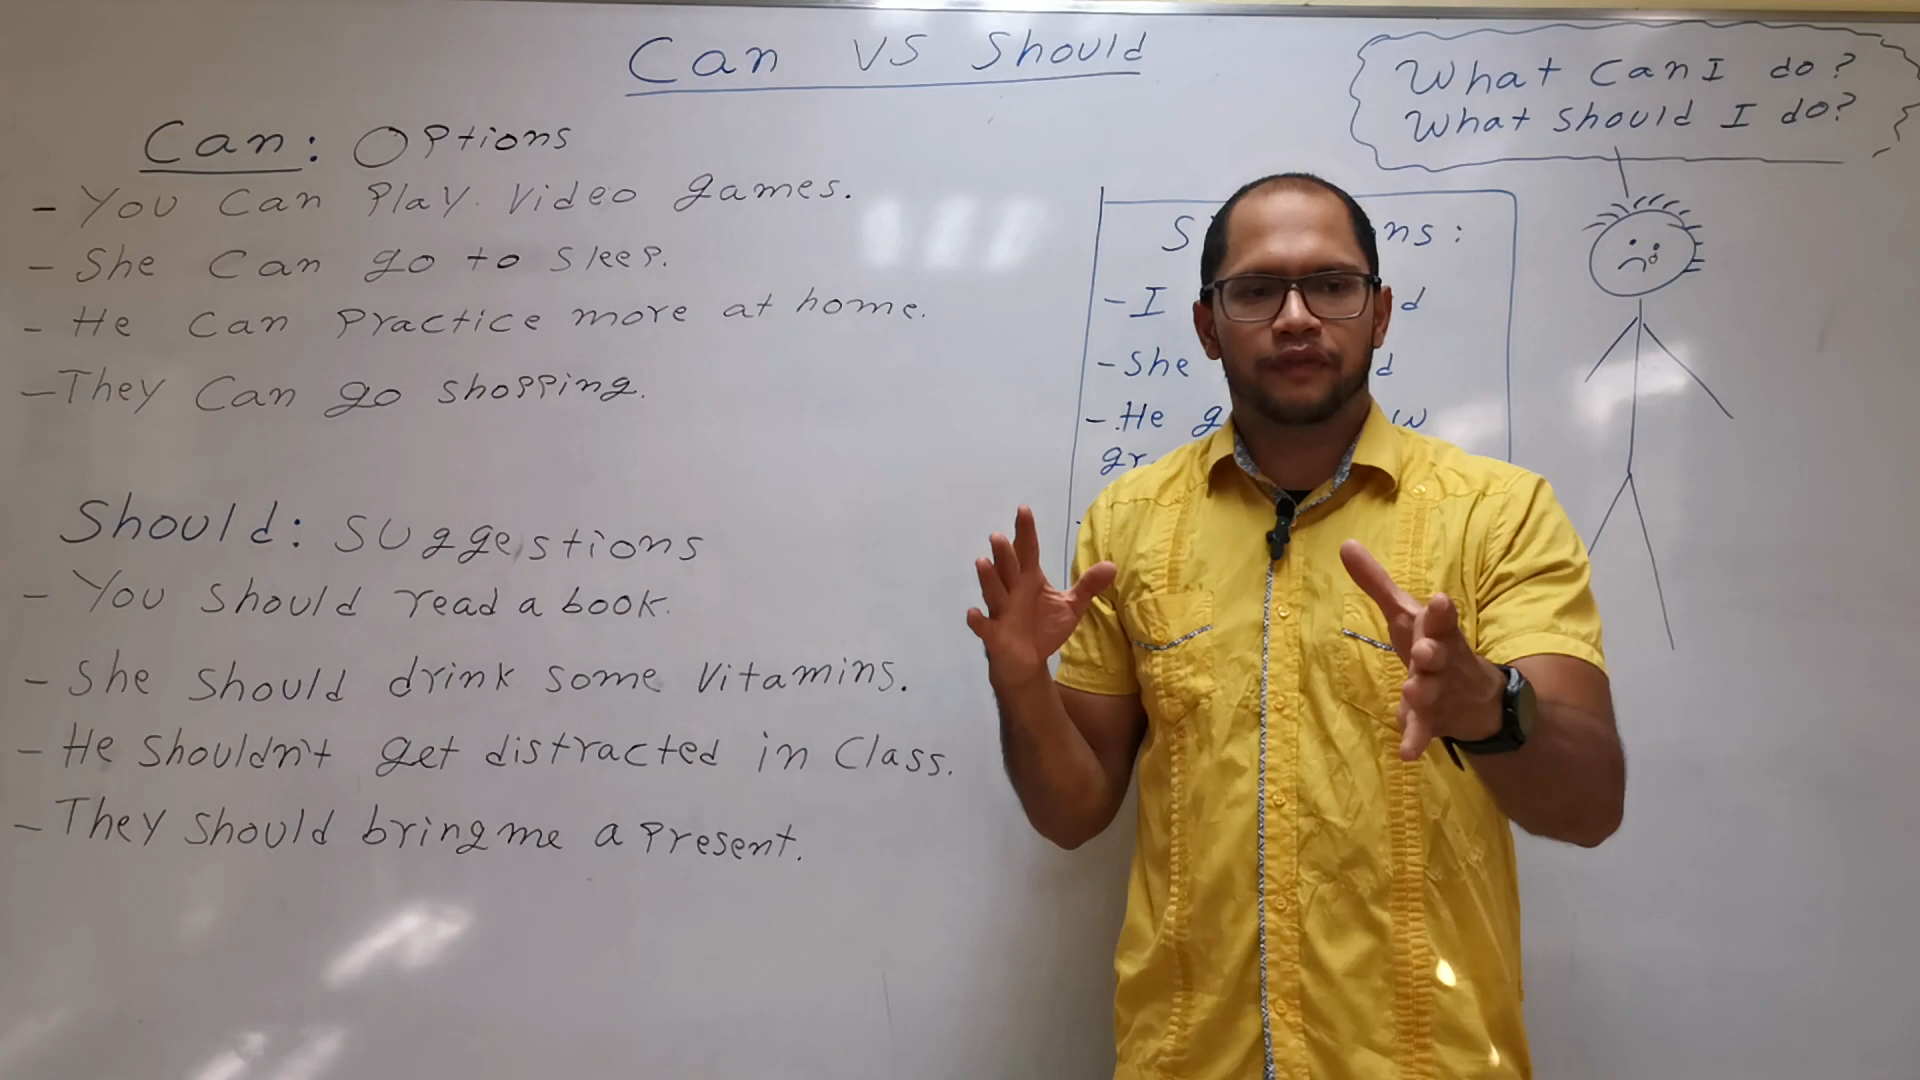 Can VS Should
Can: Options
- You Can Play Video games.
- She Can go to Sleep.
- He Can Practice more at home.
- They Can go shopping.
Should: Suggestions
- You should read a book.
- She should drink some Vitamins.
- He shouldn't get distracted in Class.
- They should bring me a Present.
- I
- She
- He
What Can I do?
What should I do?